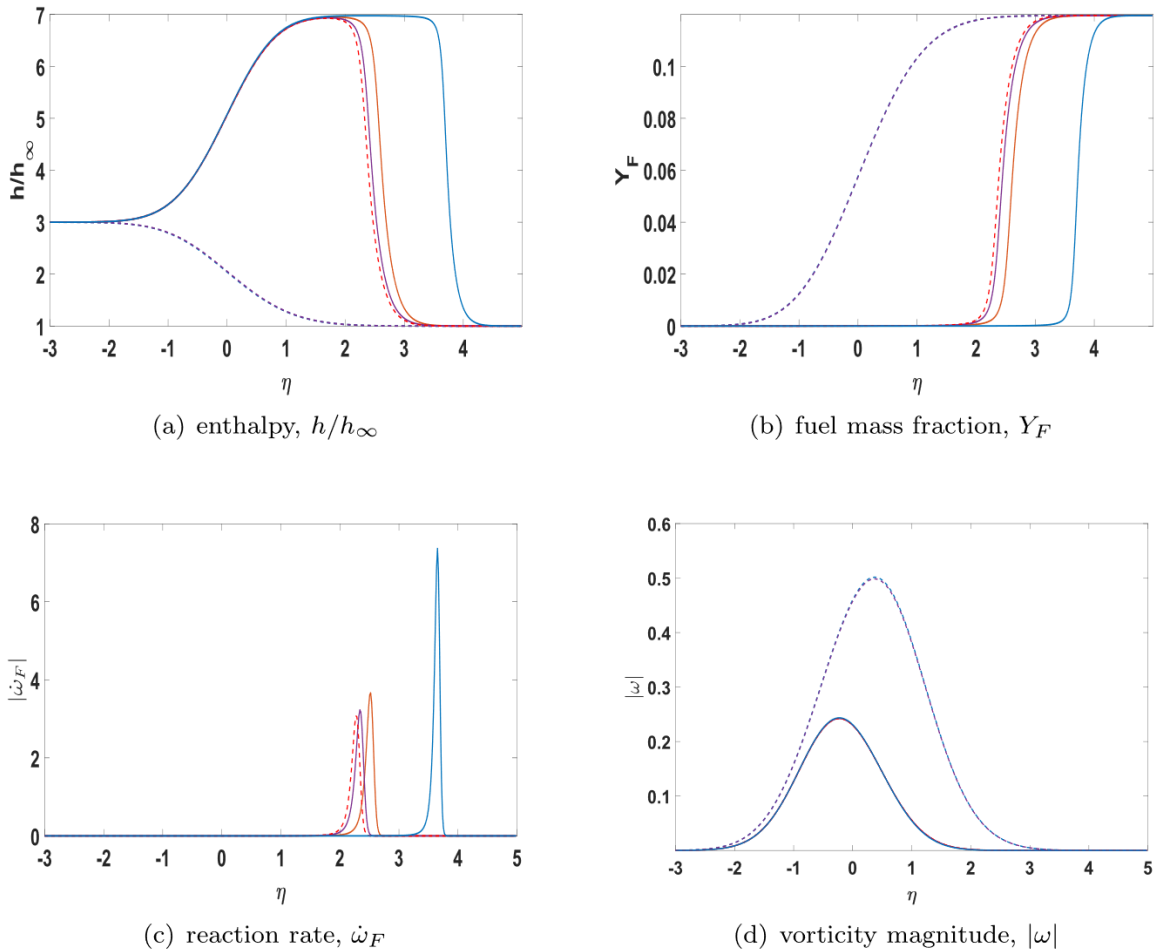 7
6
5
4
3
2
1
h/h∞
-3 -2 -1 0 1 2 3 4
η
(a) enthalpy, h/h∞
0.1
0.08
0.06
0.04
0.02
0
Y_F
-3 -2 -1 0 1 2 3 4
η
(b) fuel mass fraction, Y_F
8
6
4
2
0
|ω̇_F|
-3 -2 -1 0 1 2 3 4 5
η
(c) reaction rate, ω̇_F
0.6
0.5
0.4
0.3
0.2
0.1
|ω|
-3 -2 -1 0 1 2 3 4 5
η
(d) vorticity magnitude, |ω|